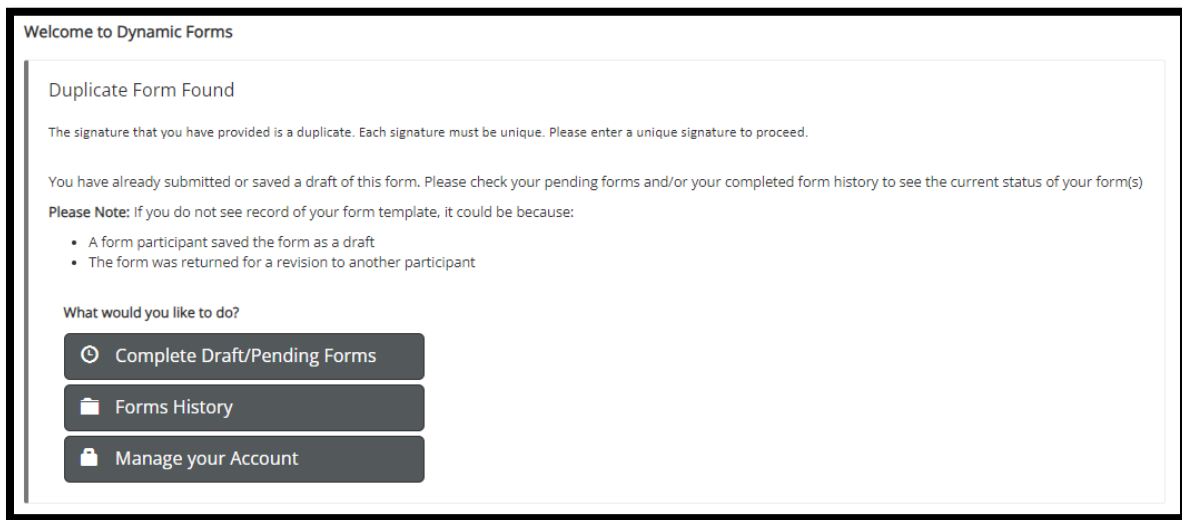 Welcome to Dynamic Forms
Duplicate Form Found
The signature that you have provided is a duplicate. Each signature must be unique. Please enter a unique signature to proceed.
You have already submitted or saved a draft of this form. Please check your pending forms and/or your completed form history to see the current status of your form(s)
Please Note: If you do not see record of your form template, it could be because:
• A form participant saved the form as a draft
• The form was returned for a revision to another participant
What would you like to do?
Complete Draft/Pending Forms
Forms History
Manage your Account